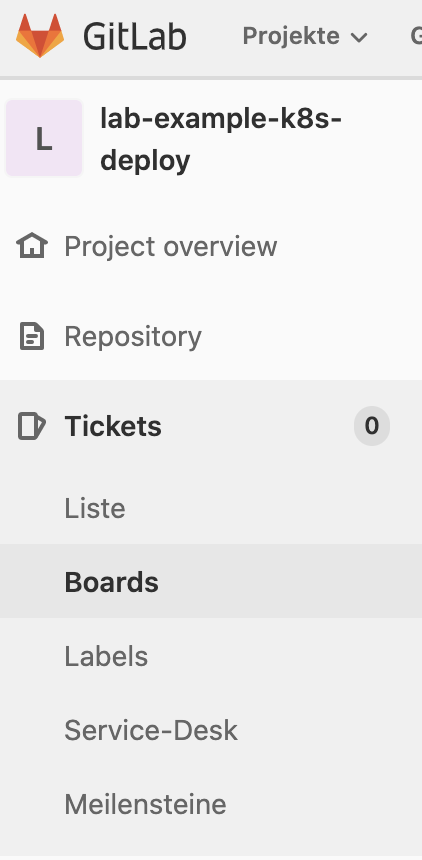 GitLab Projekte
L
lab-example-k8s-
deploy
Project overview
Repository
Tickets 0
Liste
Boards
Labels
Service-Desk
Meilensteine